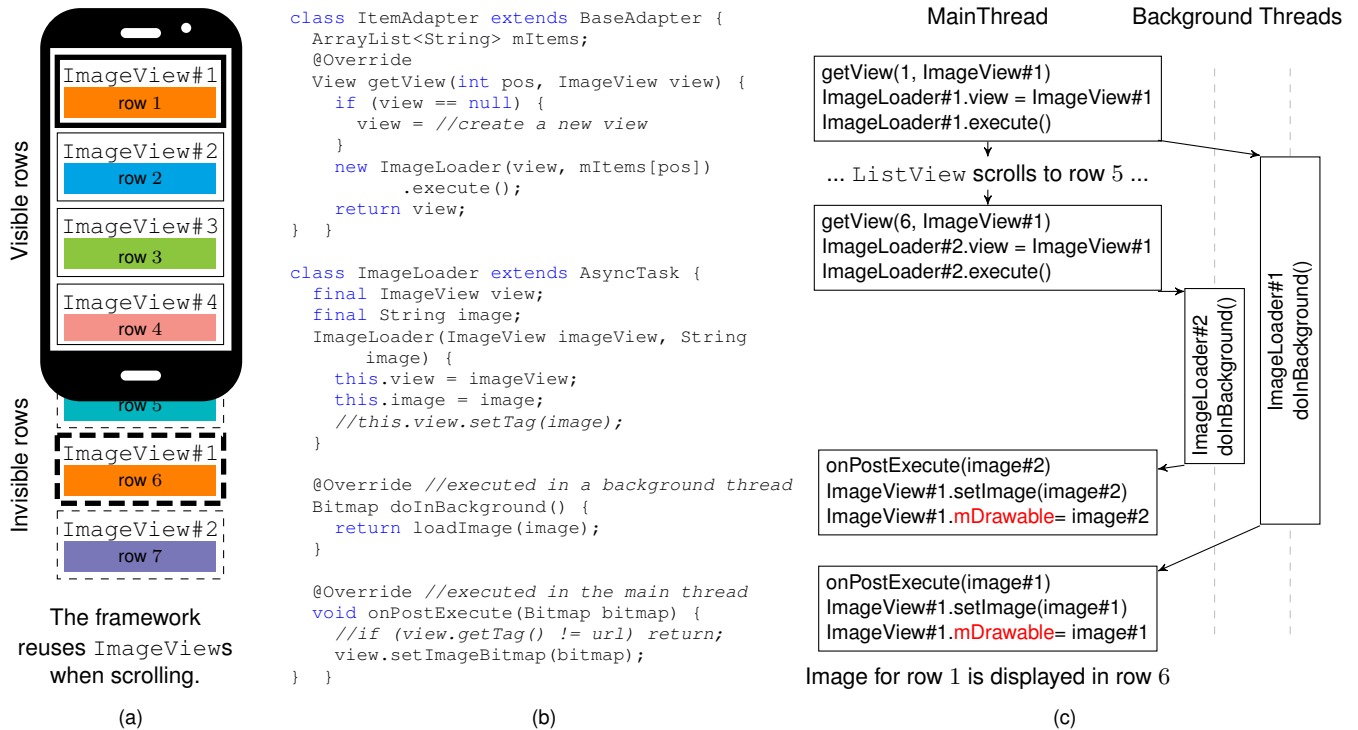 Visible rows
Invisible rows
ImageView#1
row 1
ImageView#2
row 2
ImageView#3
row 3
ImageView#4
row 4
row 5
ImageView#1
row 6
ImageView#2
row 7
The framework
reuses ImageViews
when scrolling.
(a)
class ItemAdapter extends BaseAdapter {
ArrayList<String> mItems;
@Override
View getView(int pos, ImageView view) {
if (view == null) {
view = //create a new view
}
new ImageLoader(view, mItems[pos])
.execute();
return view;
} }
class ImageLoader extends AsyncTask {
final ImageView view;
final String image;
ImageLoader(ImageView imageView, String
image) {
this.view = imageView;
this.image = image;
//this.view.setTag(image);
}
@Override //executed in a background thread
Bitmap doInBackground() {
return loadImage(image);
}
@Override //executed in the main thread
void onPostExecute(Bitmap bitmap) {
//if (view.getTag() != url) return;
view.setImageBitmap(bitmap);
} }
(b)
MainThread
Background Threads
getView(1, ImageView#1)
ImageLoader#1.view = ImageView#1
ImageLoader#1.execute()
... ListView scrolls to row 5 ...
getView(6, ImageView#1)
ImageLoader#2.view = ImageView#1
ImageLoader#2.execute()
ImageLoader#2
doInBackground()
ImageLoader#1
doInBackground()
onPostExecute(image#2)
ImageView#1.setImage(image#2)
ImageView#1.mDrawable= image#2
onPostExecute(image#1)
ImageView#1.setImage(image#1)
ImageView#1.mDrawable= image#1
Image for row 1 is displayed in row 6
(c)